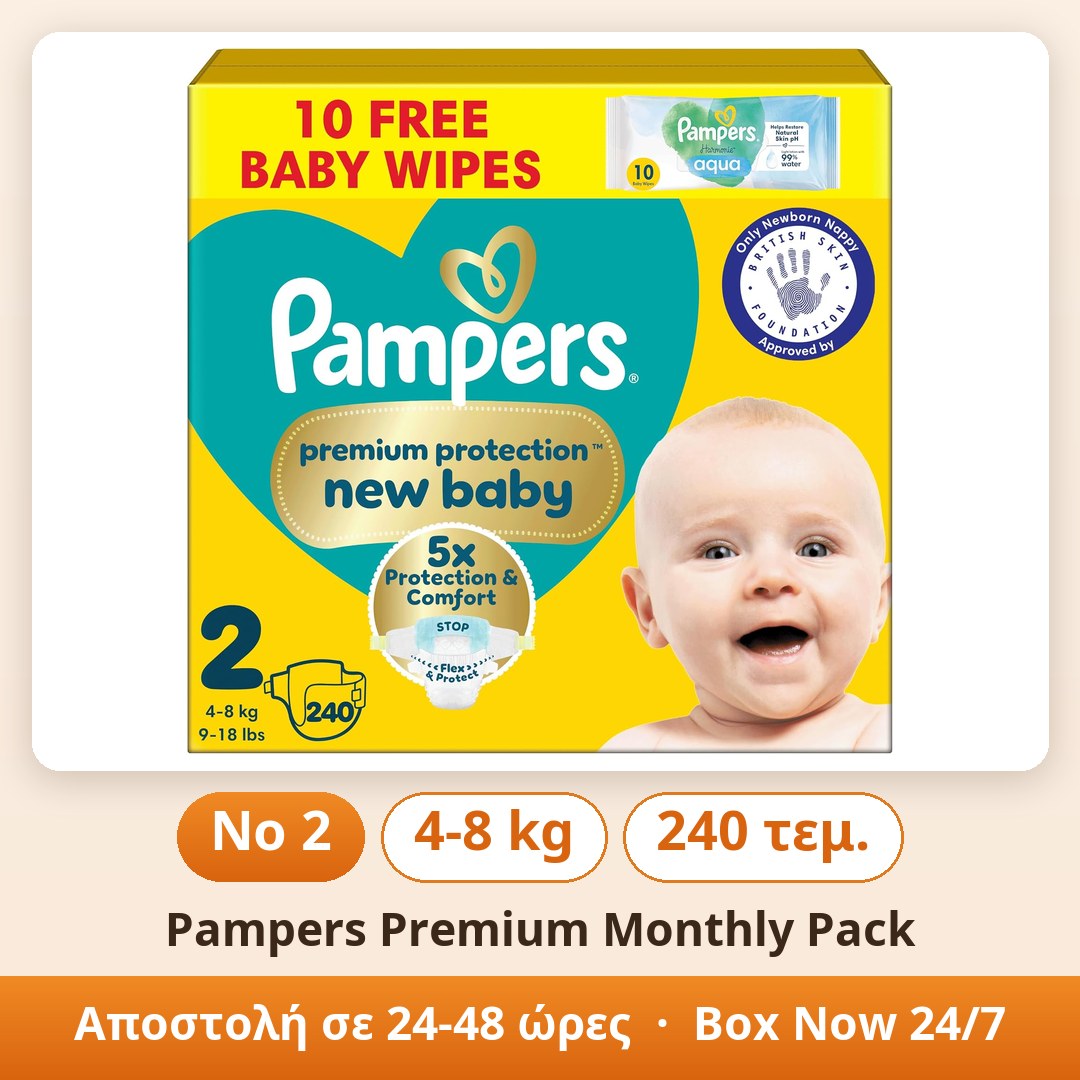 10 FREE
BABY WIPES
Pampers.
Harmonie
aqua
Helps Restore
Natural
Skin pH
99%
water
10
Baby Wipes
Only Newborn Nappy
BRITISH SKIN
FOUNDATION
Approved by
Pampers®
premium protection™
new baby
5x
Protection &
Comfort
STOP
Flex
& Protect
2
4-8 kg
9-18 lbs
240
Νο 2
4-8 kg
240 τεμ.
Pampers Premium Monthly Pack
Αποστολή σε 24-48 ώρες · Box Now 24/7